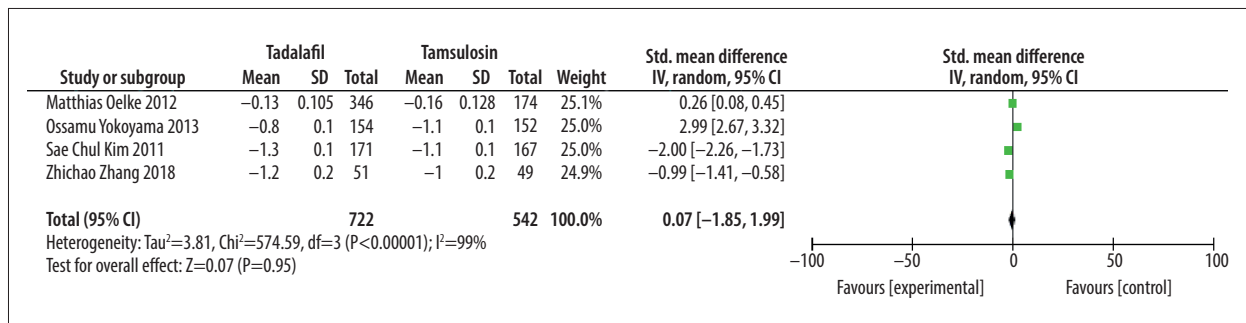 Tadalafil Tamsulosin Std. mean difference Std. mean difference
Study or subgroup Mean SD Total Mean SD Total Weight IV, random, 95% CI IV, random, 95% CI
Matthias Oelke 2012 −0.13 0.105 346 −0.16 0.128 174 25.1% 0.26 [0.08, 0.45]
Ossamu Yokoyama 2013 −0.8 0.1 154 −1.1 0.1 152 25.0% 2.99 [2.67, 3.32]
Sae Chul Kim 2011 −1.3 0.1 171 −1.1 0.1 167 25.0% −2.00 [−2.26, −1.73]
Zhichao Zhang 2018 −1.2 0.2 51 −1 0.2 49 24.9% −0.99 [−1.41, −0.58]
Total (95% CI) 722 542 100.0% 0.07 [−1.85, 1.99]
Heterogeneity: Tau²=3.81, Chi²=574.59, df=3 (P<0.00001); I²=99%
Test for overall effect: Z=0.07 (P=0.95)
−100 −50 0 50 100
Favours [experimental] Favours [control]